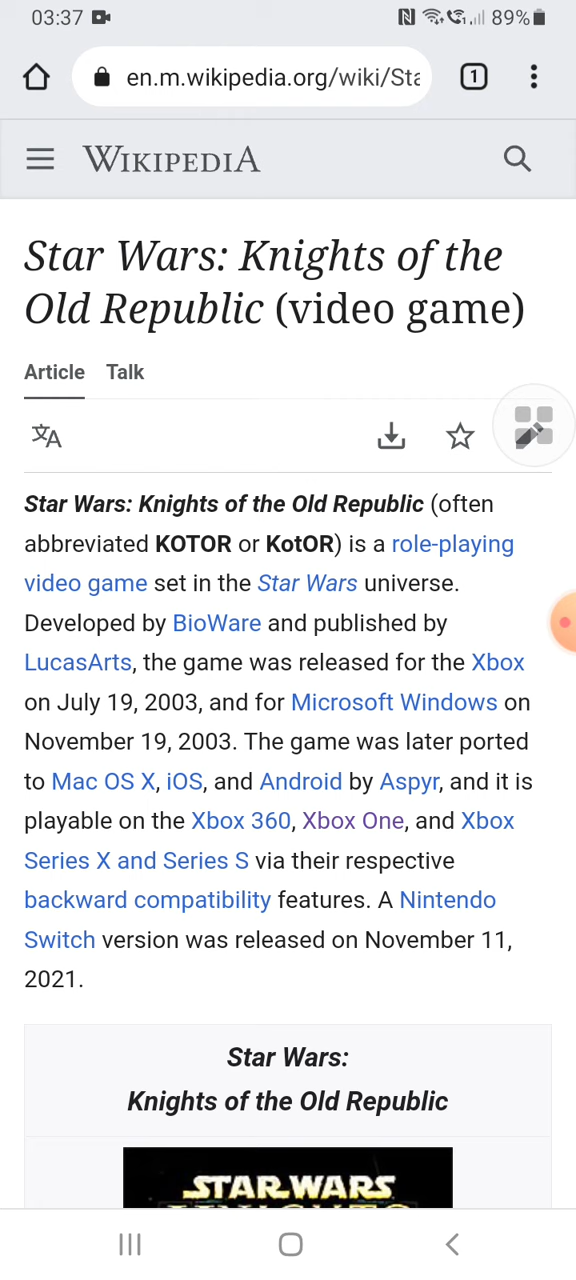 03:37 89%
en.m.wikipedia.org/wiki/Sta 1
WIKIPEDIA
Star Wars: Knights of the
Old Republic (video game)
Article Talk
Star Wars: Knights of the Old Republic (often
abbreviated KOTOR or KotOR) is a role-playing
video game set in the Star Wars universe.
Developed by BioWare and published by
LucasArts, the game was released for the Xbox
on July 19, 2003, and for Microsoft Windows on
November 19, 2003. The game was later ported
to Mac OS X, iOS, and Android by Aspyr, and it is
playable on the Xbox 360, Xbox One, and Xbox
Series X and Series S via their respective
backward compatibility features. A Nintendo
Switch version was released on November 11,
2021.
Star Wars:
Knights of the Old Republic
STAR WARS